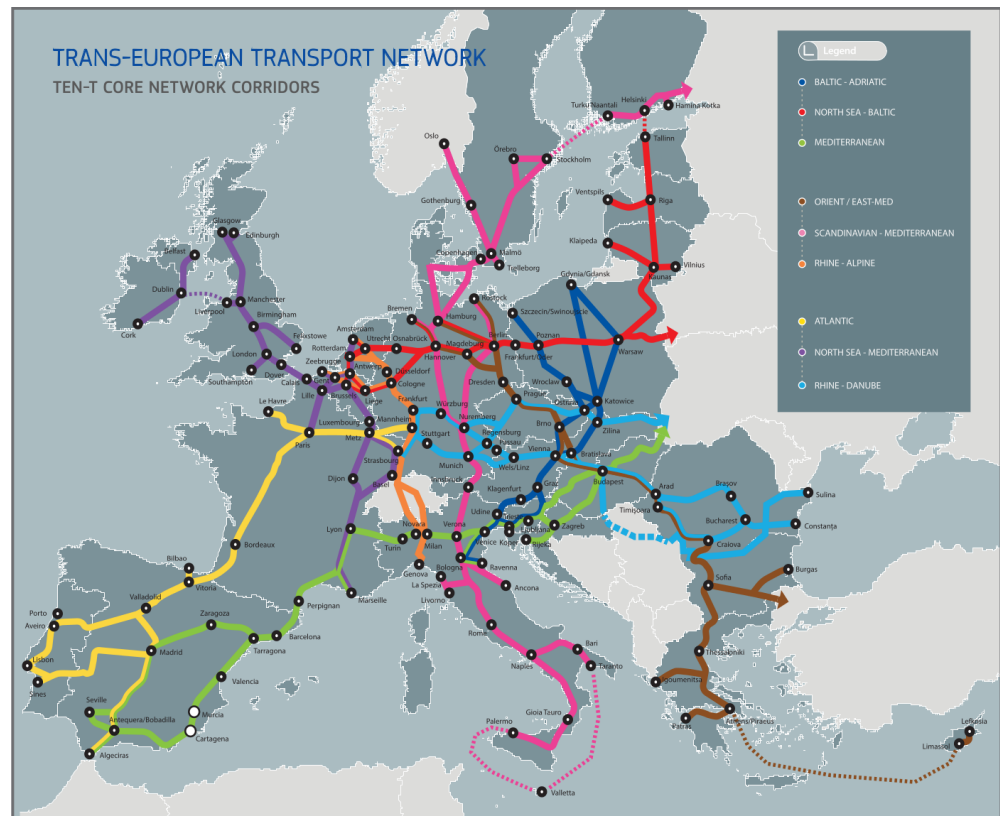 TRANS-EUROPEAN TRANSPORT NETWORK
TEN-T CORE NETWORK CORRIDORS
Legend
BALTIC - ADRIATIC
NORTH SEA - BALTIC
MEDITERRANEAN
ORIENT / EAST-MED
SCANDINAVIAN - MEDITERRANEAN
RHINE - ALPINE
ATLANTIC
NORTH SEA - MEDITERRANEAN
RHINE - DANUBE
Helsinki
Turku/Naantali
Hamina Kotka
Oslo
Örebro
Stockholm
Tallinn
Gothenburg
Ventspils
Riga
Klaipeda
Copenhagen
Malmö
Trelleborg
Kaunas
Vilnius
Glasgow
Edinburgh
Belfast
Dublin
Liverpool
Manchester
Cork
Birmingham
Felixstowe
London
Southampton
Dover
Calais
Gdynia/Gdansk
Rostock
Szczecin/Swinoujscie
Bremen
Hamburg
Amsterdam
Utrecht
Osnabrück
Rotterdam
Hannover
Magdeburg
Berlin
Frankfurt/Oder
Poznan
Warsaw
Zeebrugge
Gent
Antwerp
Düsseldorf
Lille
Brussels
Liège
Cologne
Dresden
Wroclaw
Katowice
Le Havre
Frankfurt
Würzburg
Prague
Ostrava
Luxembourg
Mannheim
Nuremberg
Brno
Zilina
Paris
Metz
Stuttgart
Regensburg
Passau
Strasbourg
Munich
Wels/Linz
Vienna
Bratislava
Dijon
Basel
Innsbruck
Klagenfurt
Graz
Budapest
Arad
Timişoara
Braşov
Sulina
Udine
Ljubljana
Zagreb
Bucharest
Constanţa
Lyon
Turin
Novara
Milan
Verona
Venice
Koper
Rijeka
Craiova
Bordeaux
Genova
Bologna
Ravenna
La Spezia
Livorno
Ancona
Sofia
Burgas
Bilbao
Vitoria
Marseille
Perpignan
Valladolid
Zaragoza
Porto
Aveiro
Barcelona
Tarragona
Rome
Madrid
Lisbon
Valencia
Naples
Bari
Taranto
Thessaloniki
Igoumenitsa
Seville
Murcia
Antequera/Bobadilla
Cartagena
Algeciras
Gioia Tauro
Palermo
Patras
Athens/Piraeus
Lefkosia
Limassol
Valletta